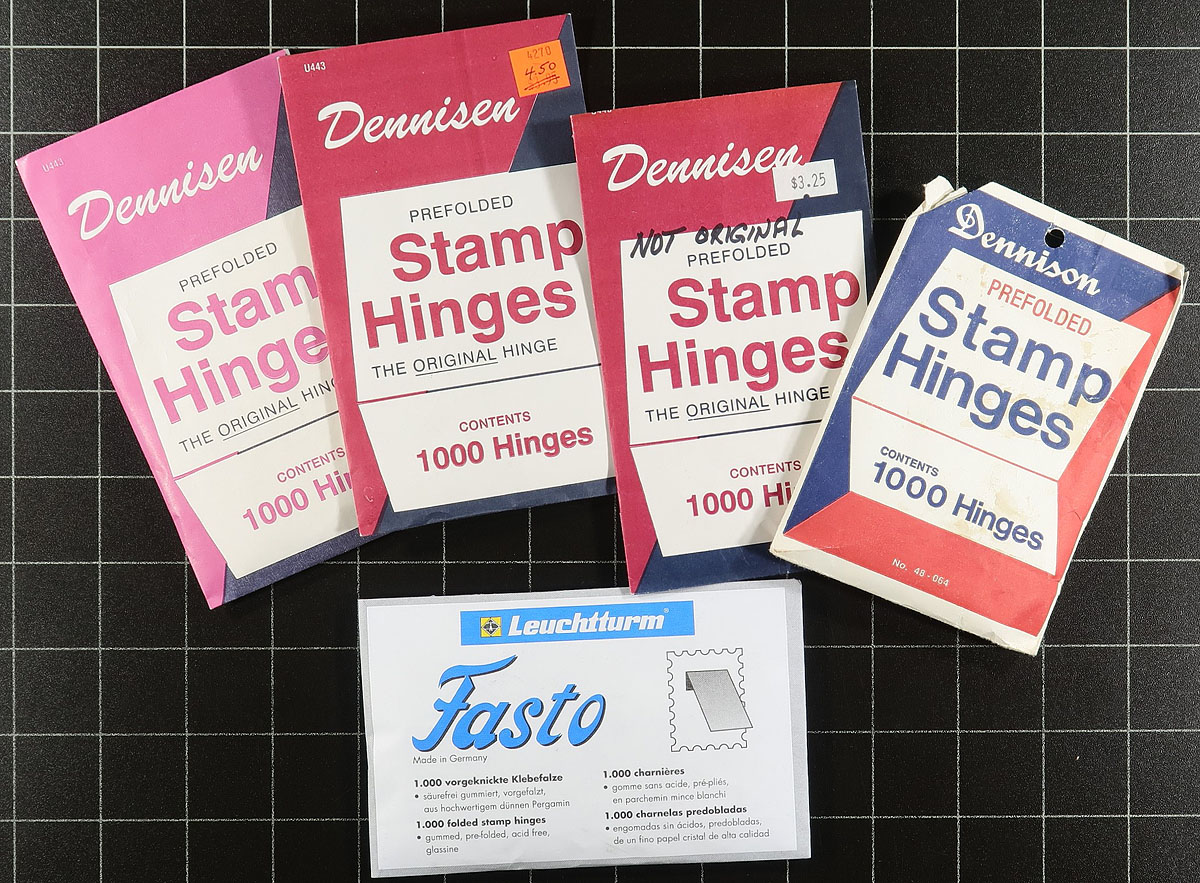 U443
Dennisen
PREFOLDED
Stam
Hinge
THE ORIGINAL HING
CONTENTS
1000 Hi
U443
4270
4.50
Dennisen
PREFOLDED
Stamp
Hinges
THE ORIGINAL HINGE
CONTENTS
1000 Hinges
Dennisen
$3.25
NOT ORIGINAL
PREFOLDED
Stamp
Hinges
THE ORIGINAL HINGE
CONTENTS
1000 Hi
Dennison
PREFOLDED
Stamp
Hinges
CONTENTS
1000 Hinges
No. 48-064
Leuchtturm®
Fasto
Made in Germany
1.000 vorgeknickte Klebefalze
• säurefrei gummiert, vorgefalzt,
aus hochwertigem dünnen Pergamin
1.000 folded stamp hinges
• gummed, pre-folded, acid free,
glassine
1.000 charnières
• gomme sans acide, pré-pliés,
en parchemin mince blanchi
1.000 charnelas predobladas
• engomadas sin ácidos, predobladas,
de un fino papel cristal de alta calidad